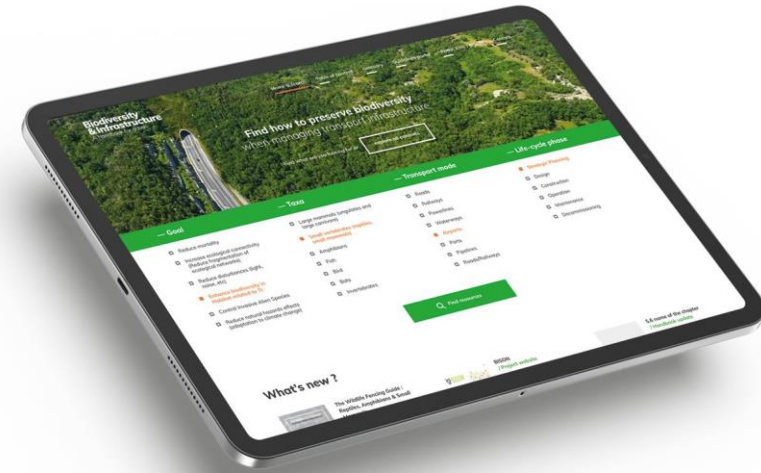 Biodiversity
&Infrastructure
A handbook for action
Find how to preserve biodiversity
when managing transport infrastructure
— Goal
Reduce mortality
Increase ecological connectivity
(Reduce fragmentation of
ecological networks)
Reduce disturbances (light,
noise, etc)
Enhance biodiversity in
Control Invasive Alien Species
Reduce natural hazards effects
(adaptation to climate change)
— Taxa
Large mammals (ungulates and
large carnivore)
Small vertebrates (reptiles,
small mammals)
Amphibians
Fish
Bird
Bats
Invertebrates
— Transport mode
Roads
Railways
Powerlines
Waterways
Airports
Ports
Pipelines
Roads/Railways
— Life-cycle phase
Strategic Planning
Design
Construction
Operation
Maintenance
Decommissioning
Find resources
What's new ?
The Wildlife Fencing Guide :
Reptiles, Amphibians & Small
BISON
/ Project website
5.6 name of the chapter
/ Handbook update